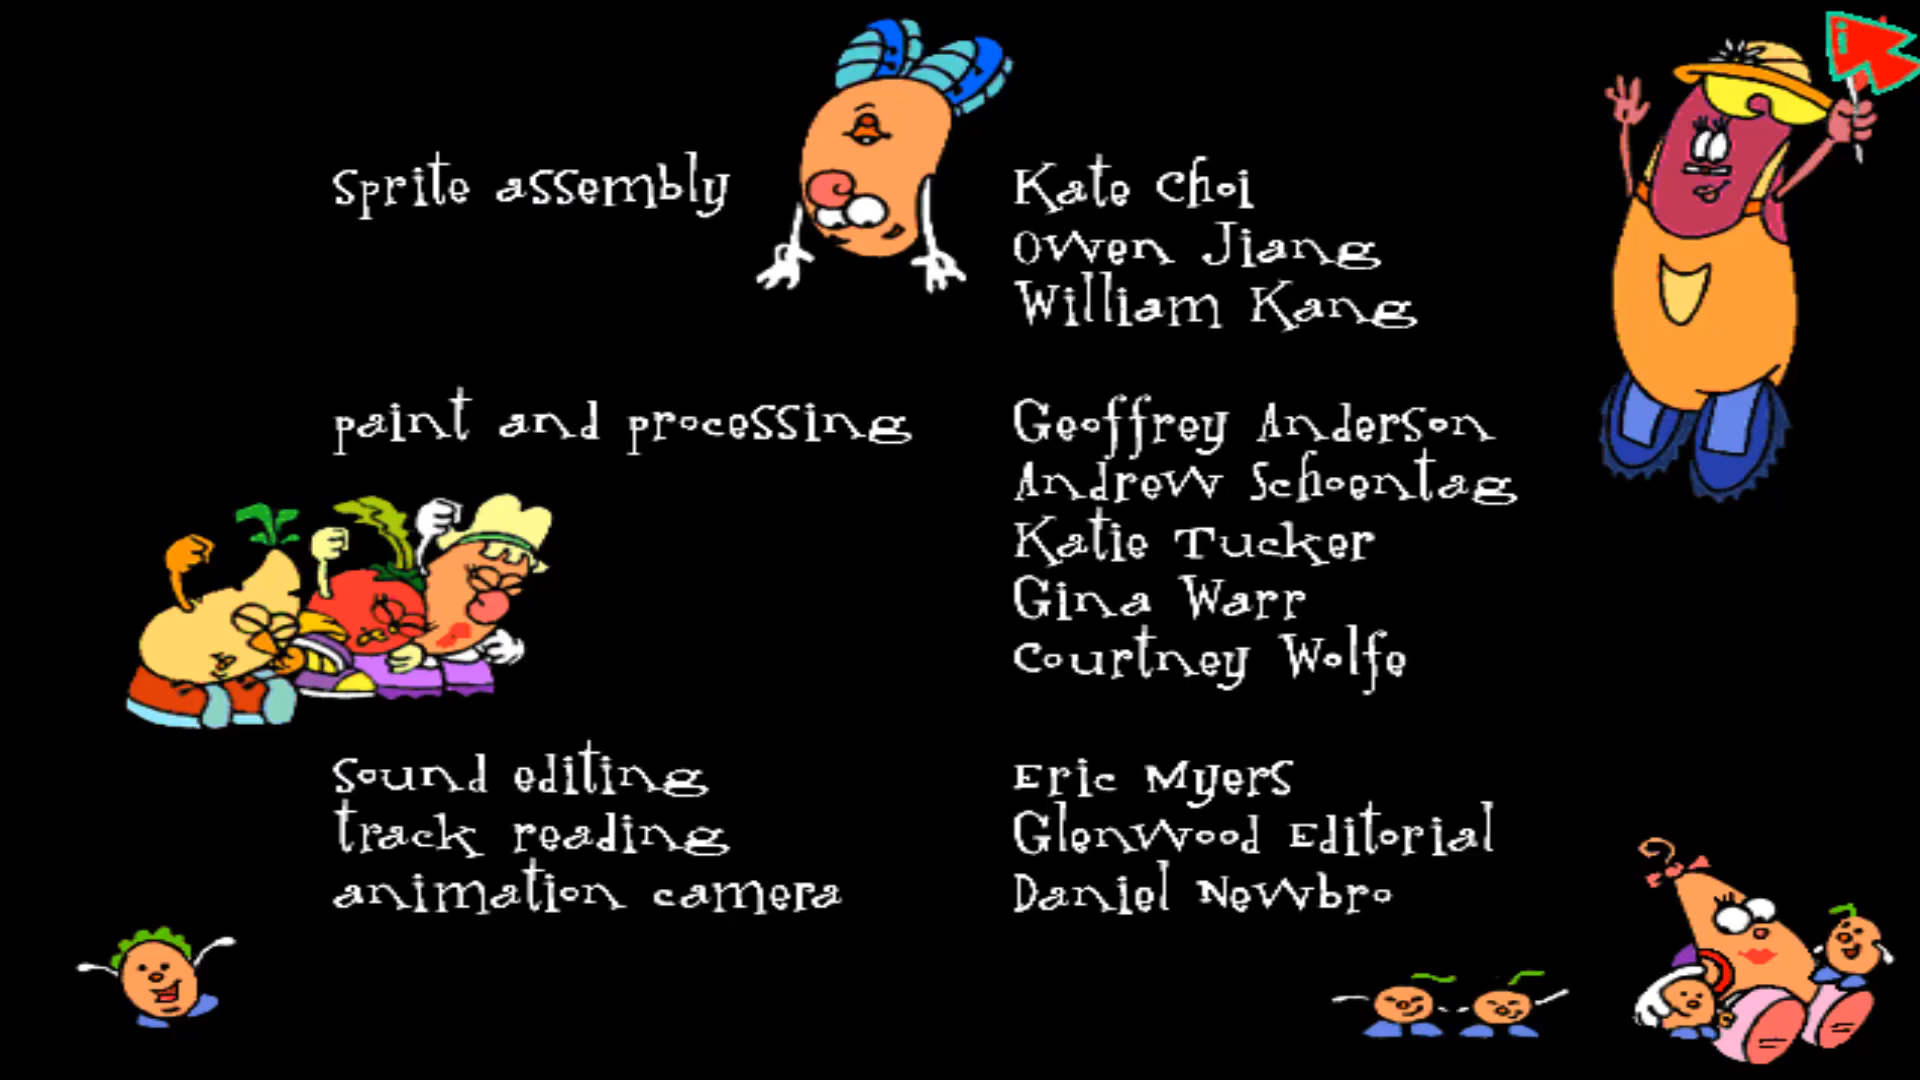 Sprite assembly Kate Choi
Owen Jiang
William Kang
paint and processing Geoffrey Anderson
Andrew Schoentag
Katie Tucker
Gina Warr
Courtney Wolfe
Sound editing Eric Myers
track reading Glenwood Editorial
animation camera Daniel Newbro